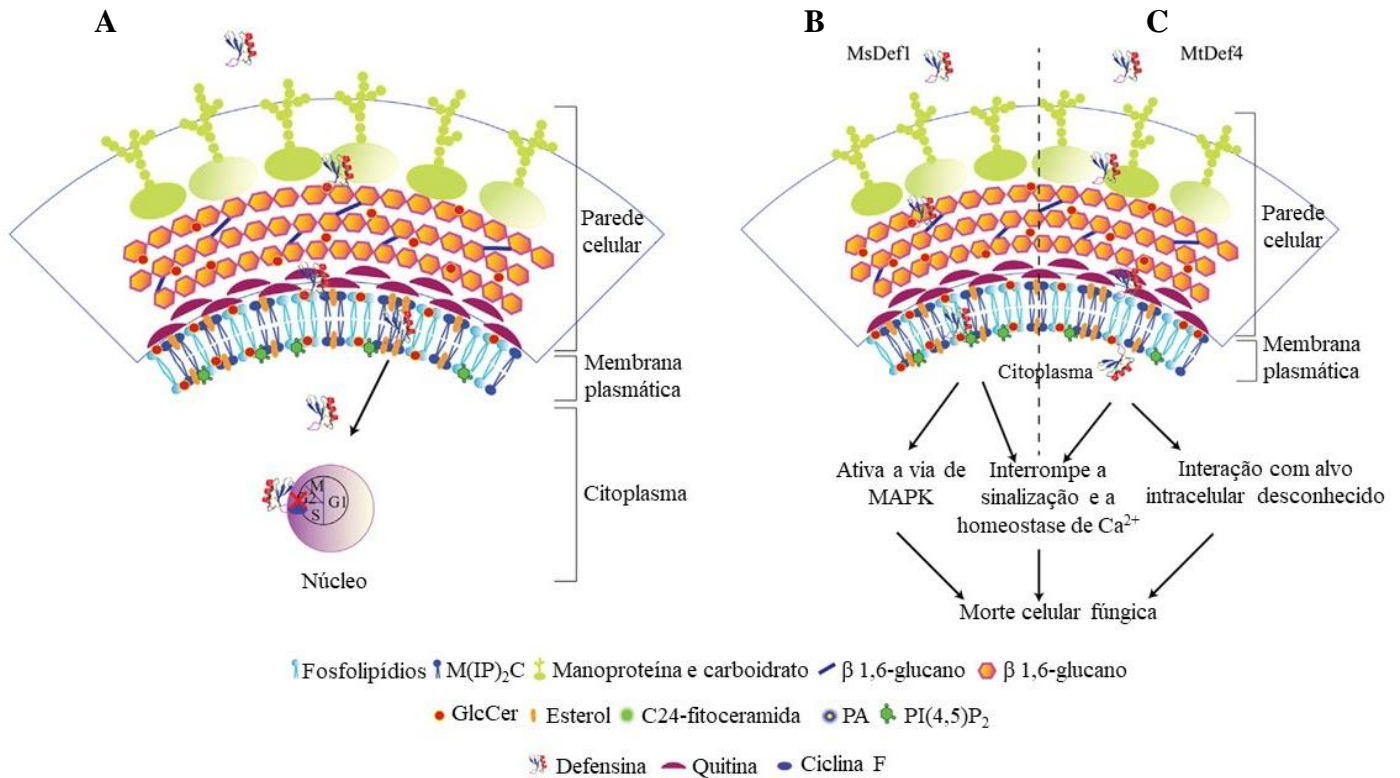 A
Parede
celular
Membrana
plasmática
Citoplasma
M
G2
G1
S
Núcleo
B
C
MsDef1
MtDef4
Parede
celular
Membrana
plasmática
Citoplasma
Ativa a via de
MAPK
Interrompe a
sinalização e a
homeostase de Ca²⁺
Interação com alvo
intracelular desconhecido
Morte celular fúngica
Fosfolipídios M(IP)₂C Manoproteína e carboidrato β 1,6-glucano β 1,6-glucano
GlcCer Esterol C24-fitoceramida PA PI(4,5)P₂
Defensina Quitina Ciclina F